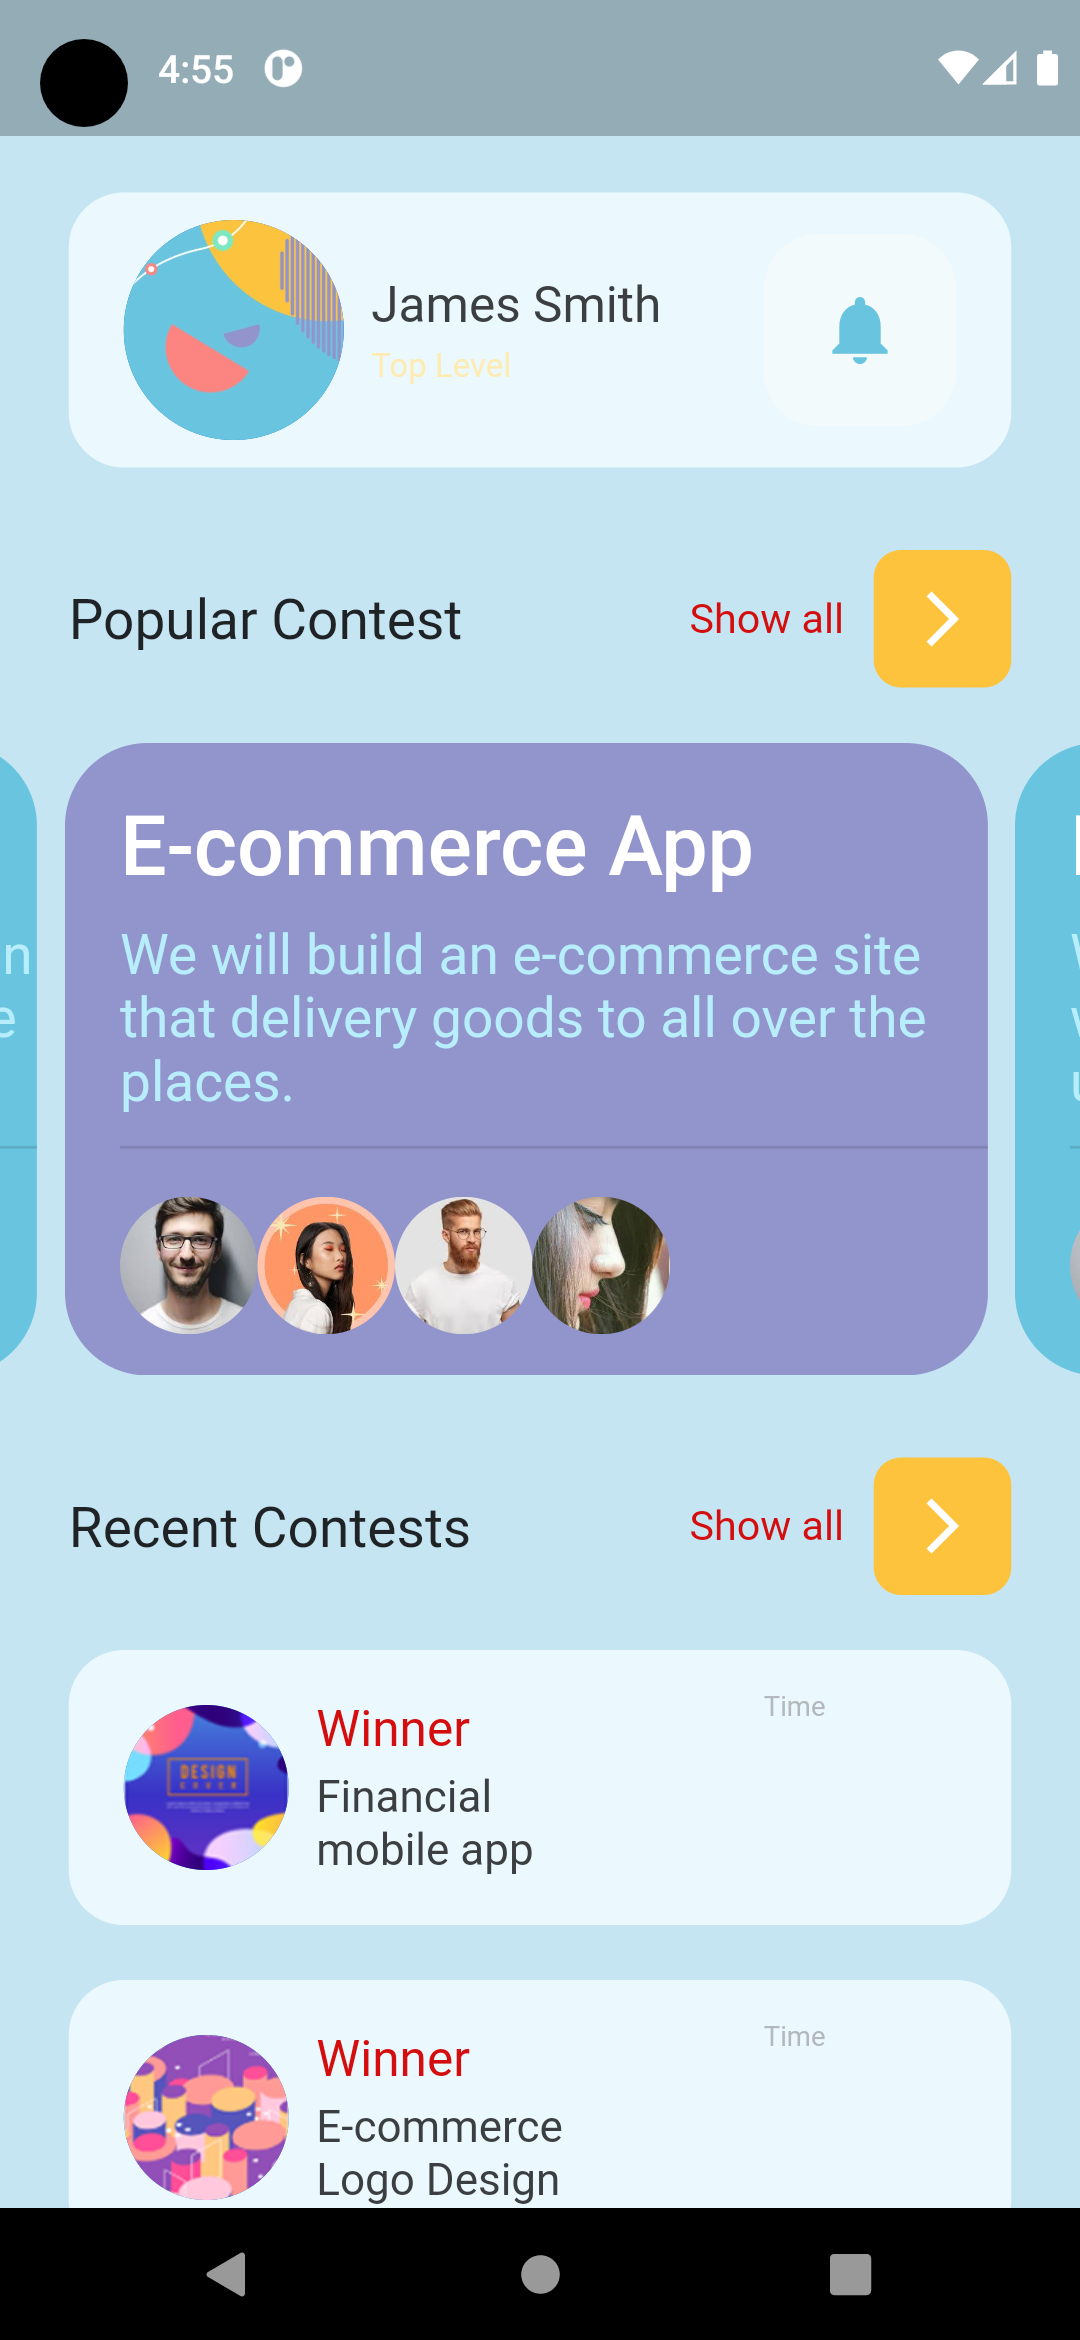 4:55
James Smith
Top Level
Popular Contest
Show all
E-commerce App
We will build an e-commerce site
that delivery goods to all over the
places.
n
e
Recent Contests
Show all
Winner
Time
Financial
mobile app
DESIGN
COVER
Winner
Time
E-commerce
Logo Design